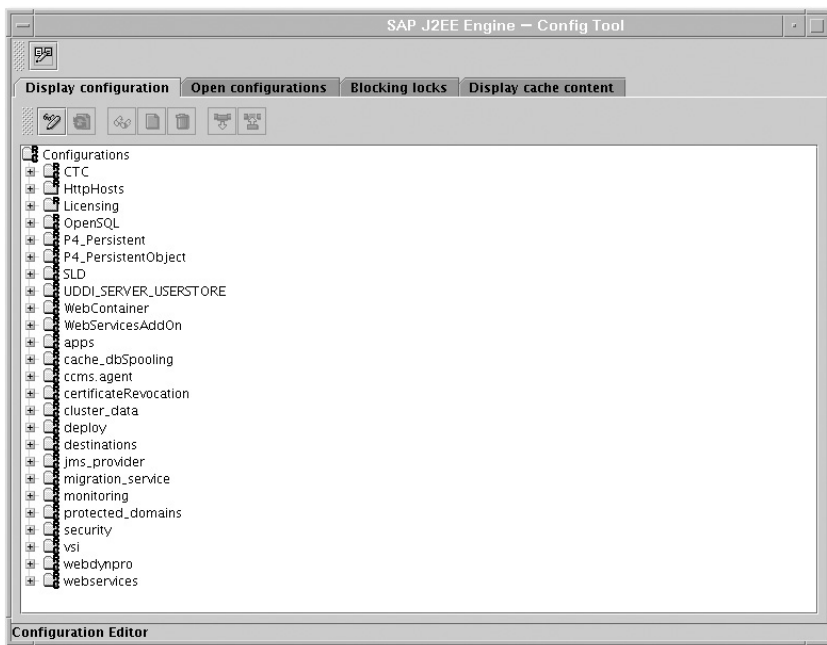 SAP J2EE Engine – Config Tool
Display configuration Open configurations Blocking locks Display cache content
Configurations
CTC
HttpHosts
Licensing
OpenSQL
P4_Persistent
P4_PersistentObject
SLD
UDDI_SERVER_USERSTORE
WebContainer
WebServicesAddOn
apps
cache_dbSpooling
ccms.agent
certificateRevocation
cluster_data
deploy
destinations
jms_provider
migration_service
monitoring
protected_domains
security
vsi
webdynpro
webservices
Configuration Editor